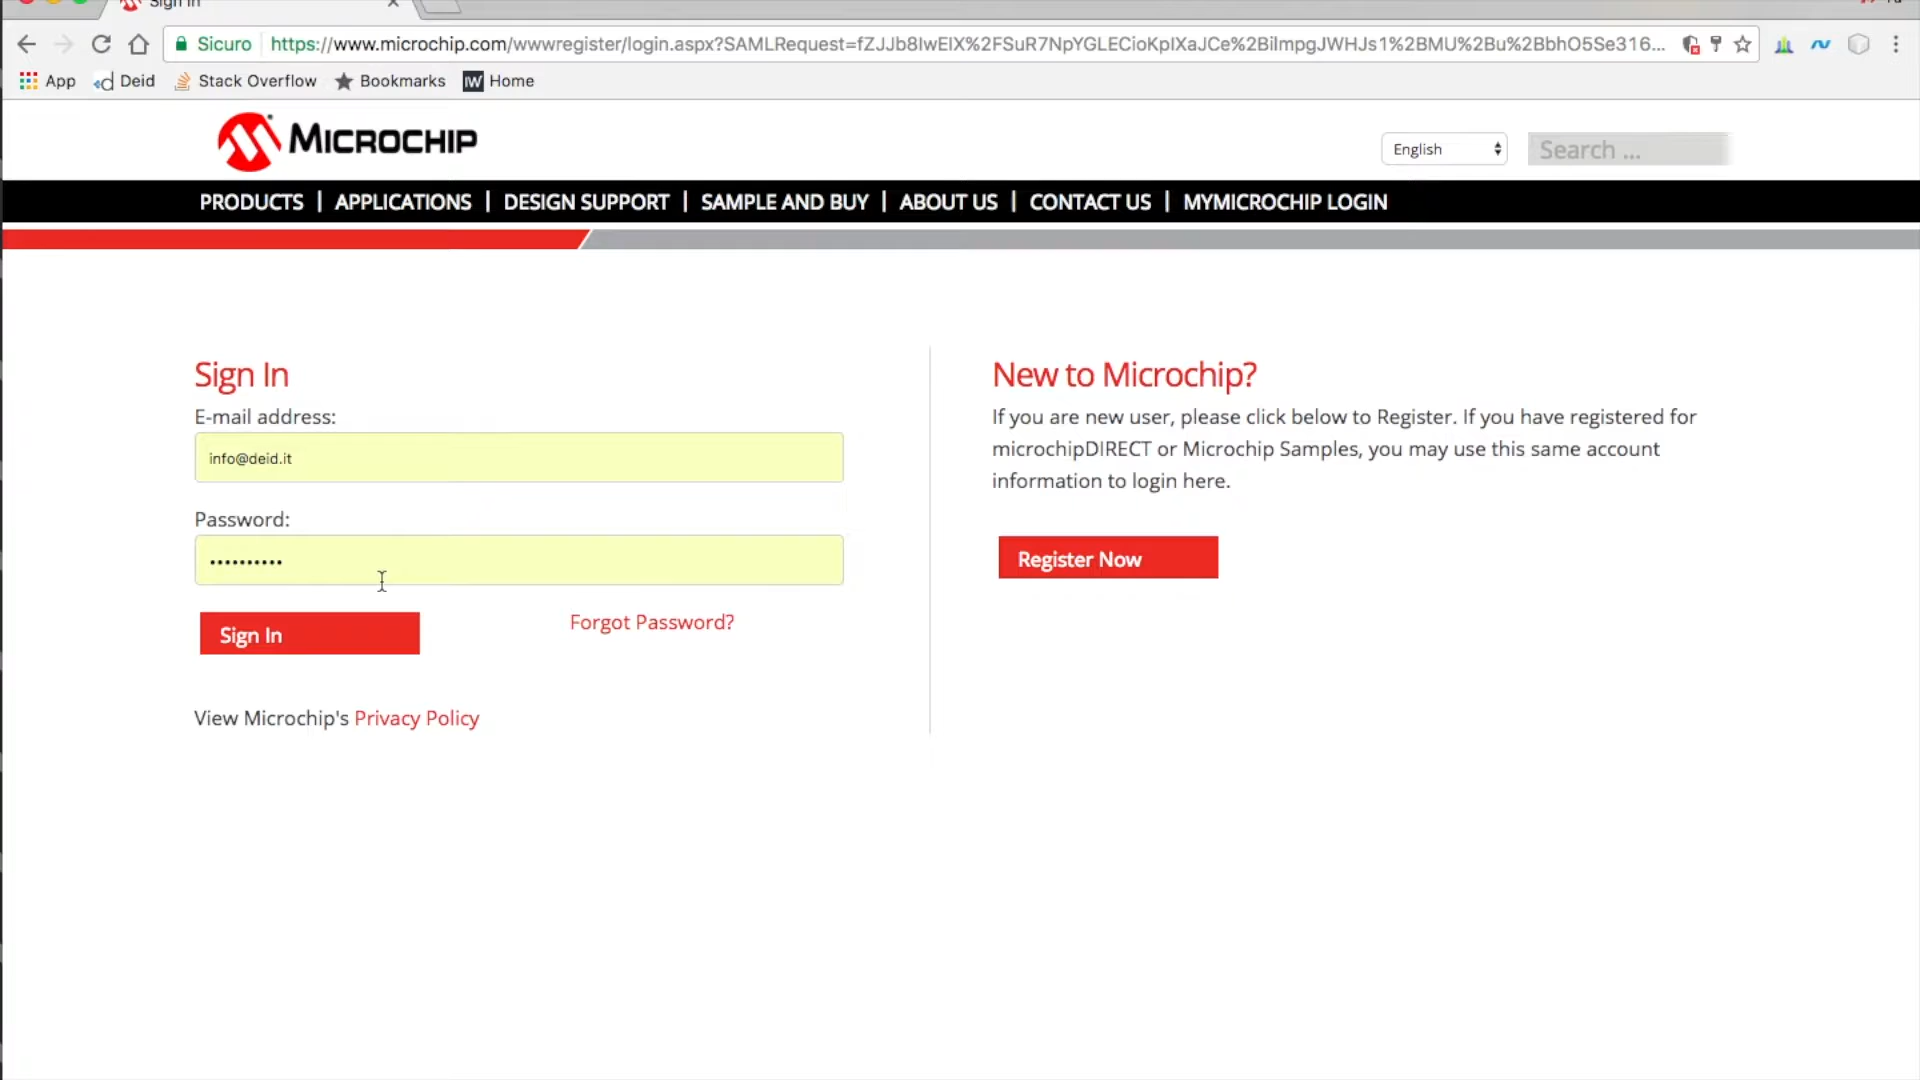 Sign In
Sicuro https://www.microchip.com/wwwregister/login.aspx?SAMLRequest=fZJJb8IwEIX%2FSuR7NpYGLECioKpIXaJCe%2BiImpgJWHJs1%2BMU%2Bu%2BbhO5Se316...
App Deid Stack Overflow Bookmarks Home
MICROCHIP
English Search ...
PRODUCTS | APPLICATIONS | DESIGN SUPPORT | SAMPLE AND BUY | ABOUT US | CONTACT US | MYMICROCHIP LOGIN
Sign In
E-mail address:
info@deid.it
Password:
••••••••••
Sign In
Forgot Password?
View Microchip's Privacy Policy
New to Microchip?
If you are new user, please click below to Register. If you have registered for
microchipDIRECT or Microchip Samples, you may use this same account
information to login here.
Register Now